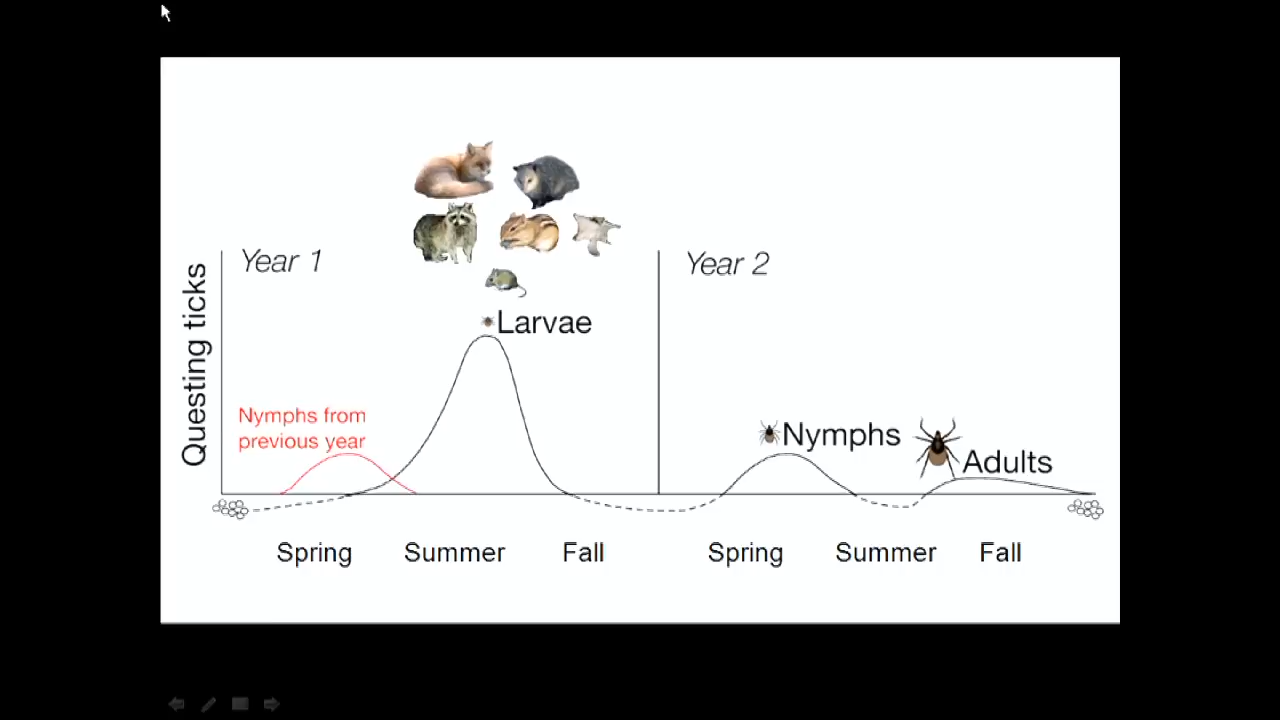 Year 1
Year 2
Questing ticks
Larvae
Nymphs from
previous year
Nymphs
Adults
Spring
Summer
Fall
Spring
Summer
Fall